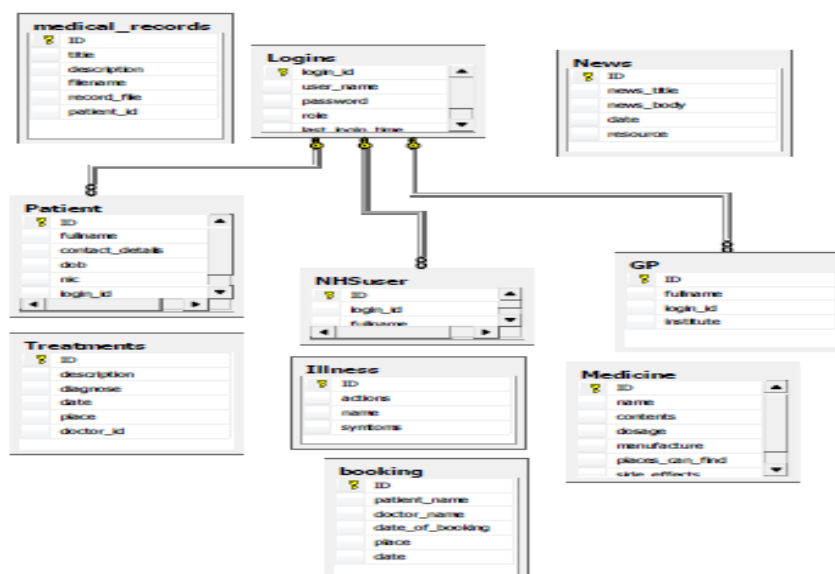 medical_records
ID
title
description
filename
record_file
patient_id
Logins
login_id
user_name
password
role
last_login_time
News
ID
news_title
news_body
date
resource
Patient
ID
fullname
contact_details
dob
nic
login_id
NHSuser
ID
login_id
fullname
GP
ID
fullname
login_id
institute
Treatments
ID
description
diagnose
date
place
doctor_id
Illness
ID
actions
name
symtoms
Medicine
ID
name
contents
dosage
manufacture
places_can_find
side_effects
booking
ID
patient_name
doctor_name
date_of_booking
place
date